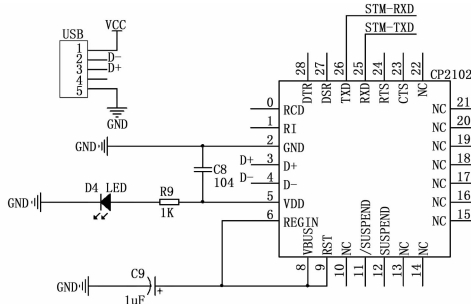 STM-RXD
STM-TXD
VCC
USB
1
2 D-
3 D+
4
5
GND
28 27 26 25 24 23 22
DTR DSR TXD RXD RTS CTS NC
CP2102
0 RCD
1 RI
2 GND
3 D+
4 D-
5 VDD
6 REGIN
NC 21
NC 20
NC 19
NC 18
NC 17
NC 16
NC 15
VBUS RST NC /SUSPEND SUSPEND NC NC
8 9 10 11 12 13 14
GND
C8
104
D+
D-
GND
D4 LED
R9
1K
GND
C9
+
1uF